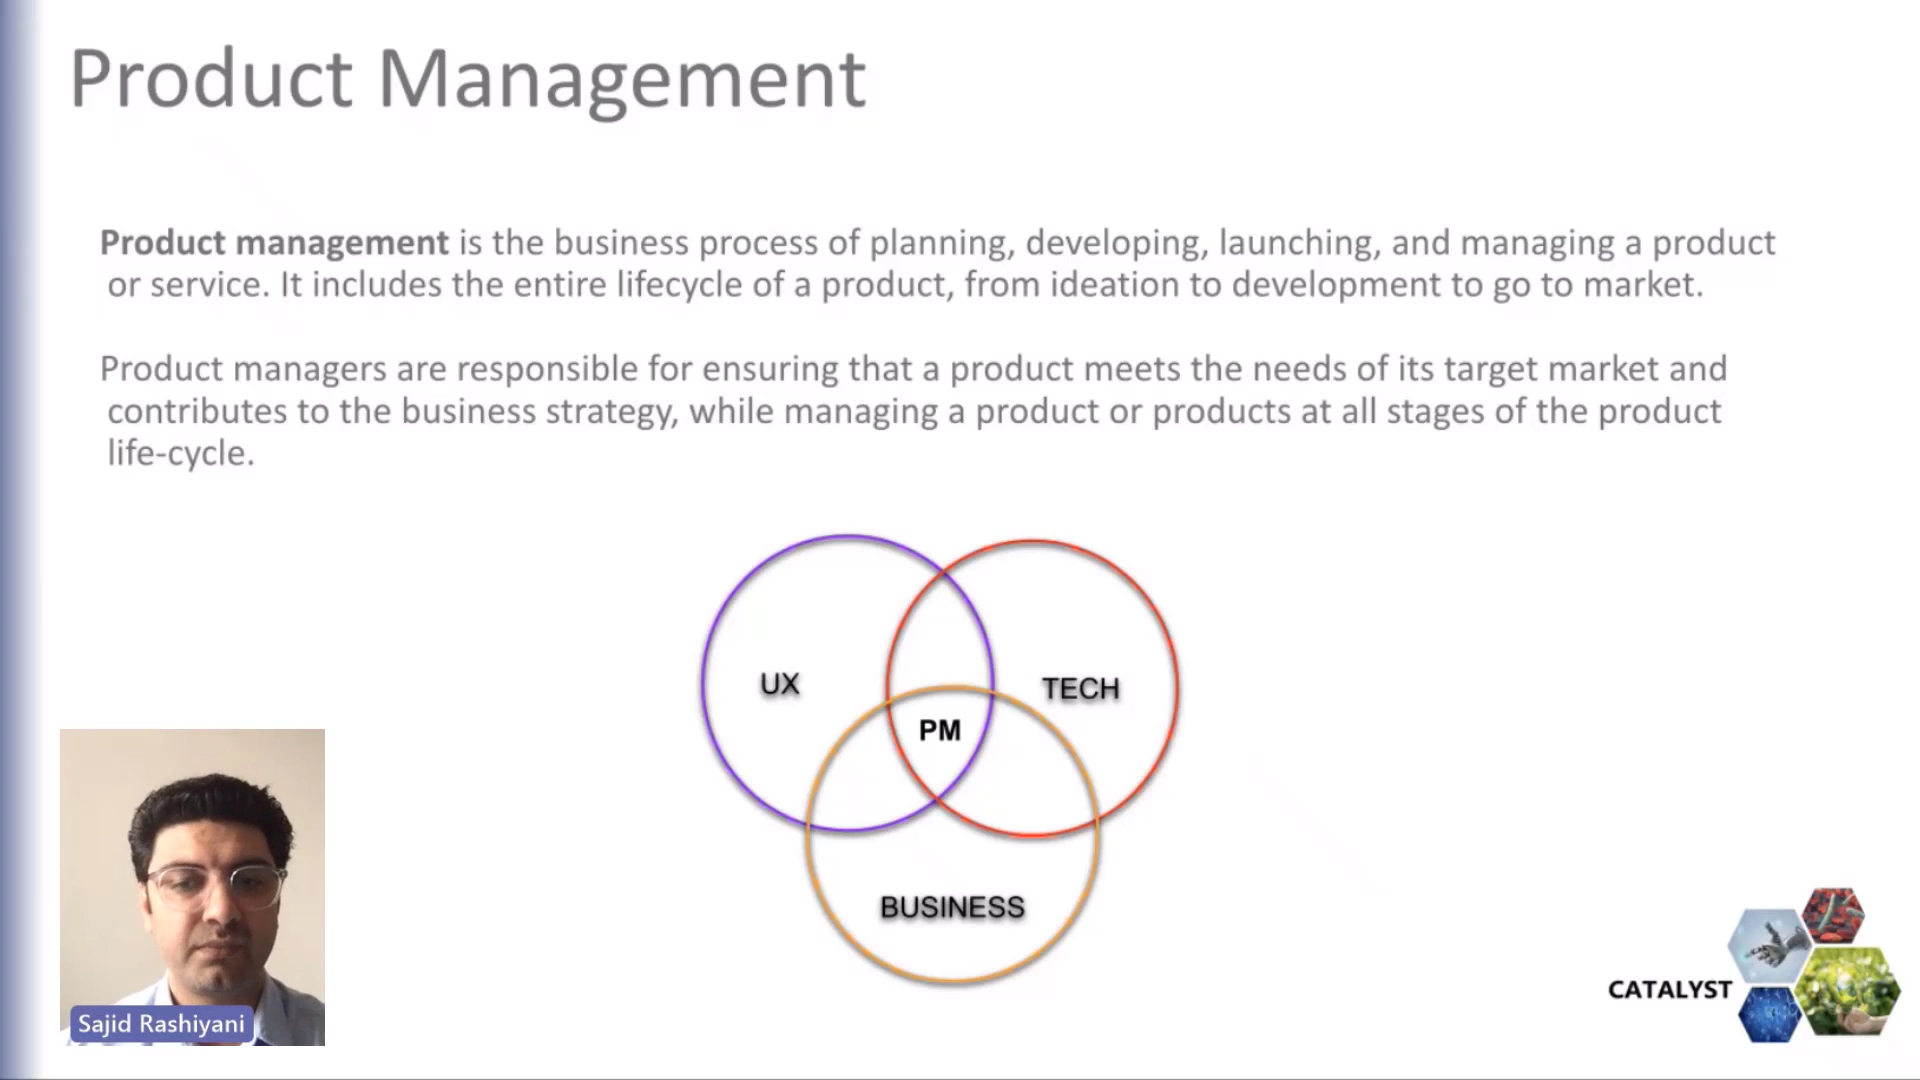 Product Management
Product management is the business process of planning, developing, launching, and managing a product
or service. It includes the entire lifecycle of a product, from ideation to development to go to market.
Product managers are responsible for ensuring that a product meets the needs of its target market and
contributes to the business strategy, while managing a product or products at all stages of the product
life-cycle.
UX
TECH
PM
BUSINESS
CATALYST
Sajid Rashiyani